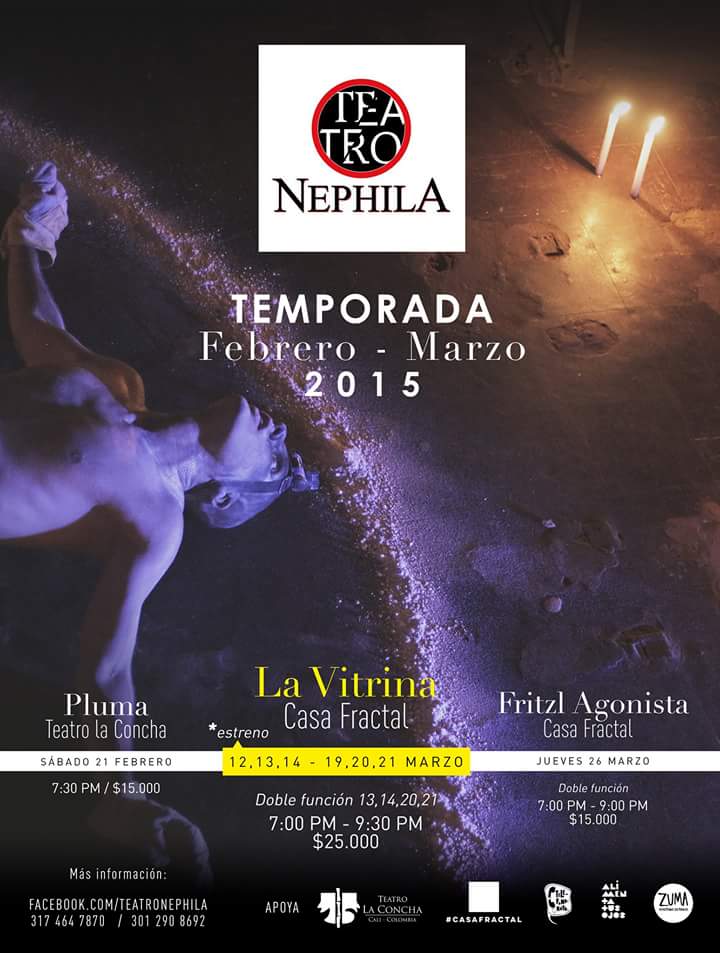 TEA
TRO
NEPHILA
TEMPORADA
Febrero - Marzo
2015
Pluma
Teatro la Concha
SÁBADO 21 FEBRERO
7:30 PM / $15.000
La Vitrina
Casa Fractal
*estreno
12,13,14 - 19,20,21 MARZO
Doble función 13,14,20,21
7:00 PM - 9:30 PM
$25.000
Fritzl Agonista
Casa Fractal
JUEVES 26 MARZO
Doble función
7:00 PM - 9:00 PM
$15.000
Más información:
FACEBOOK.COM/TEATRONEPHILA
317 464 7870 / 301 290 8692
APOYA
TEATRO
LA CONCHA
CALI - COLOMBIA
#CASAFRACTAL
ALI
MEN
TATUS
OJOS
ZUMA